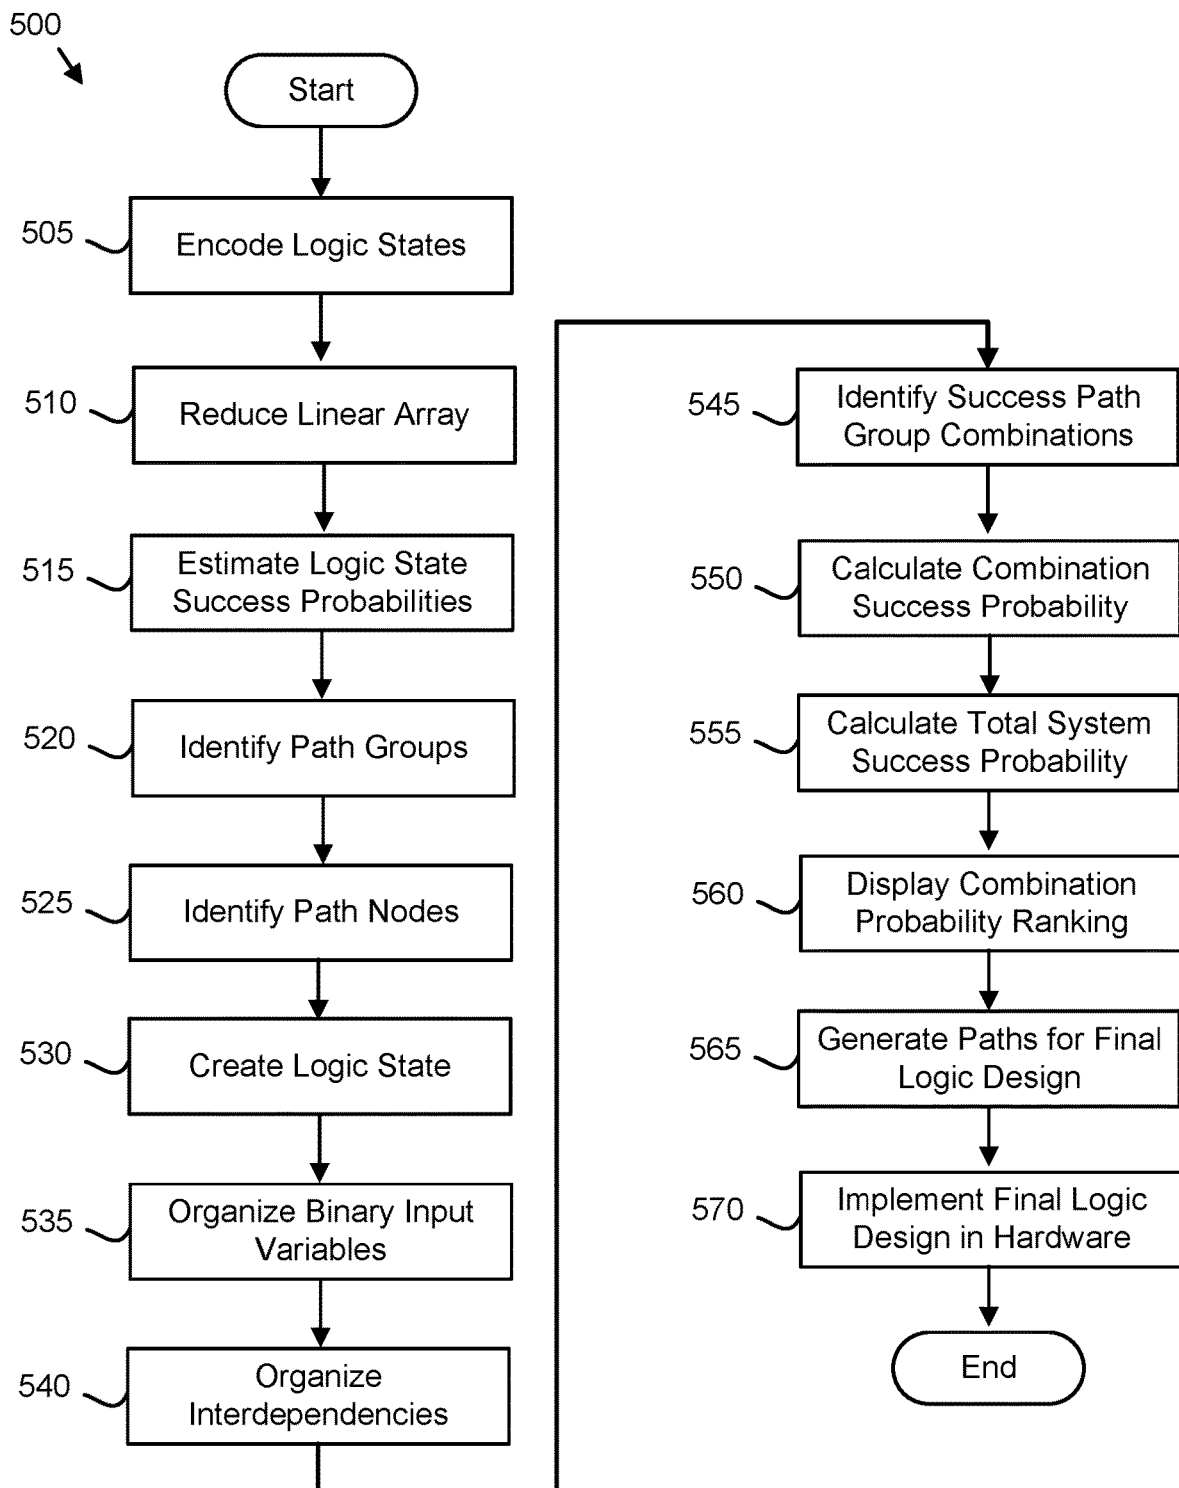 500
Start
505
Encode Logic States
510
Reduce Linear Array
515
Estimate Logic State
Success Probabilities
520
Identify Path Groups
525
Identify Path Nodes
530
Create Logic State
535
Organize Binary Input
Variables
540
Organize
Interdependencies
545
Identify Success Path
Group Combinations
550
Calculate Combination
Success Probability
555
Calculate Total System
Success Probability
560
Display Combination
Probability Ranking
565
Generate Paths for Final
Logic Design
570
Implement Final Logic
Design in Hardware
End